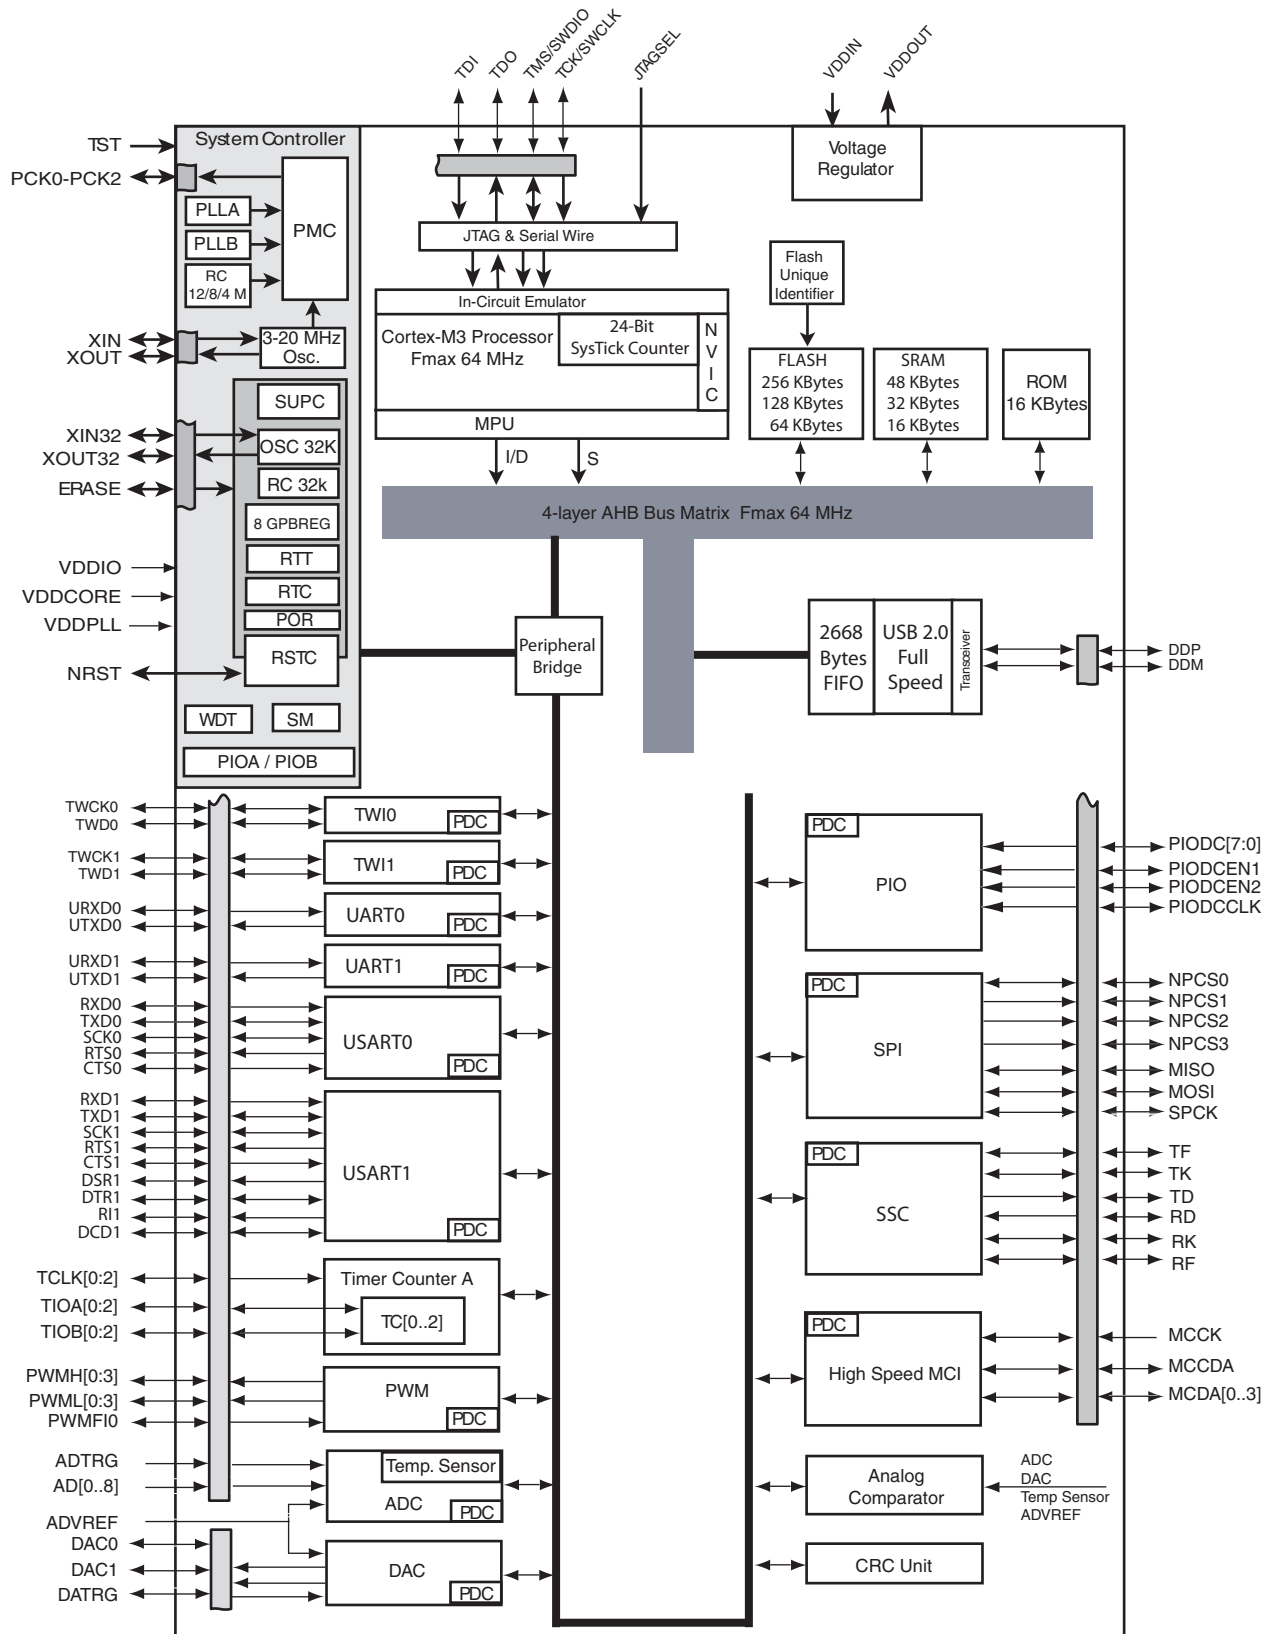 TDI
TDO
TMS/SWDIO
TCK/SWCLK
JTAGSEL
VDDIN
VDDOUT
TST
PCK0-PCK2
System Controller
PLLA
PLLB
RC
12/8/4 M
PMC
XIN
XOUT
3-20 MHz
Osc.
SUPC
XIN32
XOUT32
ERASE
OSC 32K
RC 32k
8 GPBREG
RTT
RTC
POR
RSTC
VDDIO
VDDCORE
VDDPLL
NRST
WDT
SM
PIOA / PIOB
Voltage
Regulator
JTAG & Serial Wire
In-Circuit Emulator
Cortex-M3 Processor
Fmax 64 MHz
24-Bit
SysTick Counter
N
V
I
C
MPU
I/D
S
Flash
Unique
Identifier
FLASH
256 KBytes
128 KBytes
64 KBytes
SRAM
48 KBytes
32 KBytes
16 KBytes
ROM
16 KBytes
4-layer AHB Bus Matrix Fmax 64 MHz
Peripheral
Bridge
2668
Bytes
FIFO
USB 2.0
Full
Speed
Transceiver
DDP
DDM
TWCK0
TWD0
TWI0
PDC
TWCK1
TWD1
TWI1
PDC
URXD0
UTXD0
UART0
PDC
URXD1
UTXD1
UART1
PDC
RXD0
TXD0
SCK0
RTS0
CTS0
USART0
PDC
RXD1
TXD1
SCK1
RTS1
CTS1
DSR1
DTR1
RI1
DCD1
USART1
PDC
TCLK[0:2]
TIOA[0:2]
TIOB[0:2]
Timer Counter A
TC[0..2]
PWMH[0:3]
PWML[0:3]
PWMFI0
PWM
PDC
ADTRG
AD[0..8]
Temp. Sensor
ADC
PDC
ADVREF
DAC0
DAC1
DATRG
DAC
PDC
PDC
PIO
PIODC[7:0]
PIODCEN1
PIODCEN2
PIODCCLK
PDC
SPI
NPCS0
NPCS1
NPCS2
NPCS3
MISO
MOSI
SPCK
PDC
SSC
TF
TK
TD
RD
RK
RF
PDC
High Speed MCI
MCCK
MCCDA
MCDA[0..3]
Analog
Comparator
ADC
DAC
Temp Sensor
ADVREF
CRC Unit